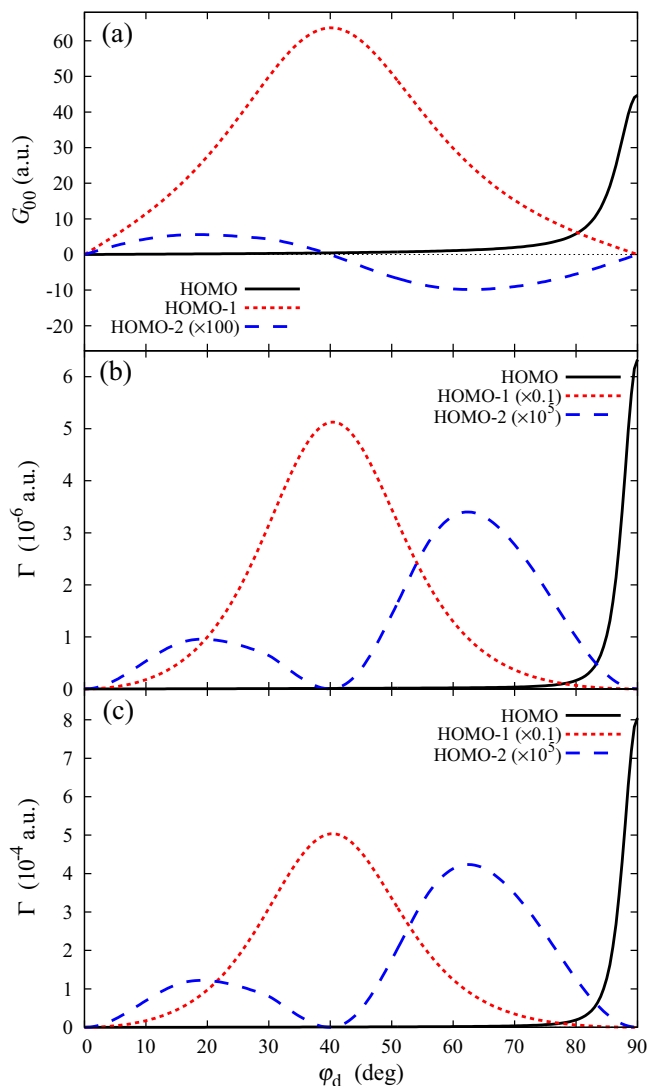 (a)
60
50
40
30
20
10
0
-10
-20
G00 (a.u.)
HOMO
HOMO-1
HOMO-2 (×100)
(b)
6
5
4
3
2
1
0
Γ (10-6 a.u.)
HOMO
HOMO-1 (×0.1)
HOMO-2 (×105)
(c)
8
7
6
5
4
3
2
1
0
Γ (10-4 a.u.)
HOMO
HOMO-1 (×0.1)
HOMO-2 (×105)
0 10 20 30 40 50 60 70 80 90
φd (deg)